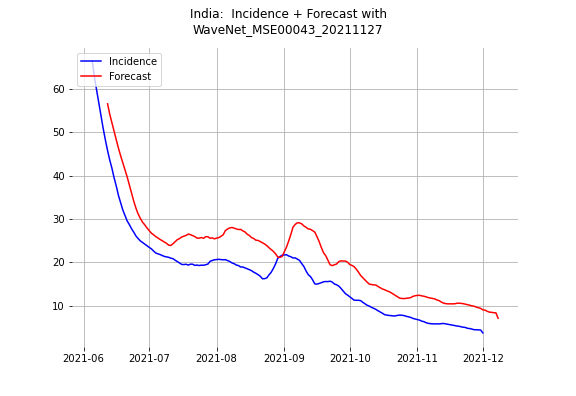 India:  Incidence + Forecast with
WaveNet_MSE00043_20211127
Incidence
Forecast
60
50
40
30
20
10
2021-06 2021-07 2021-08 2021-09 2021-10 2021-11 2021-12